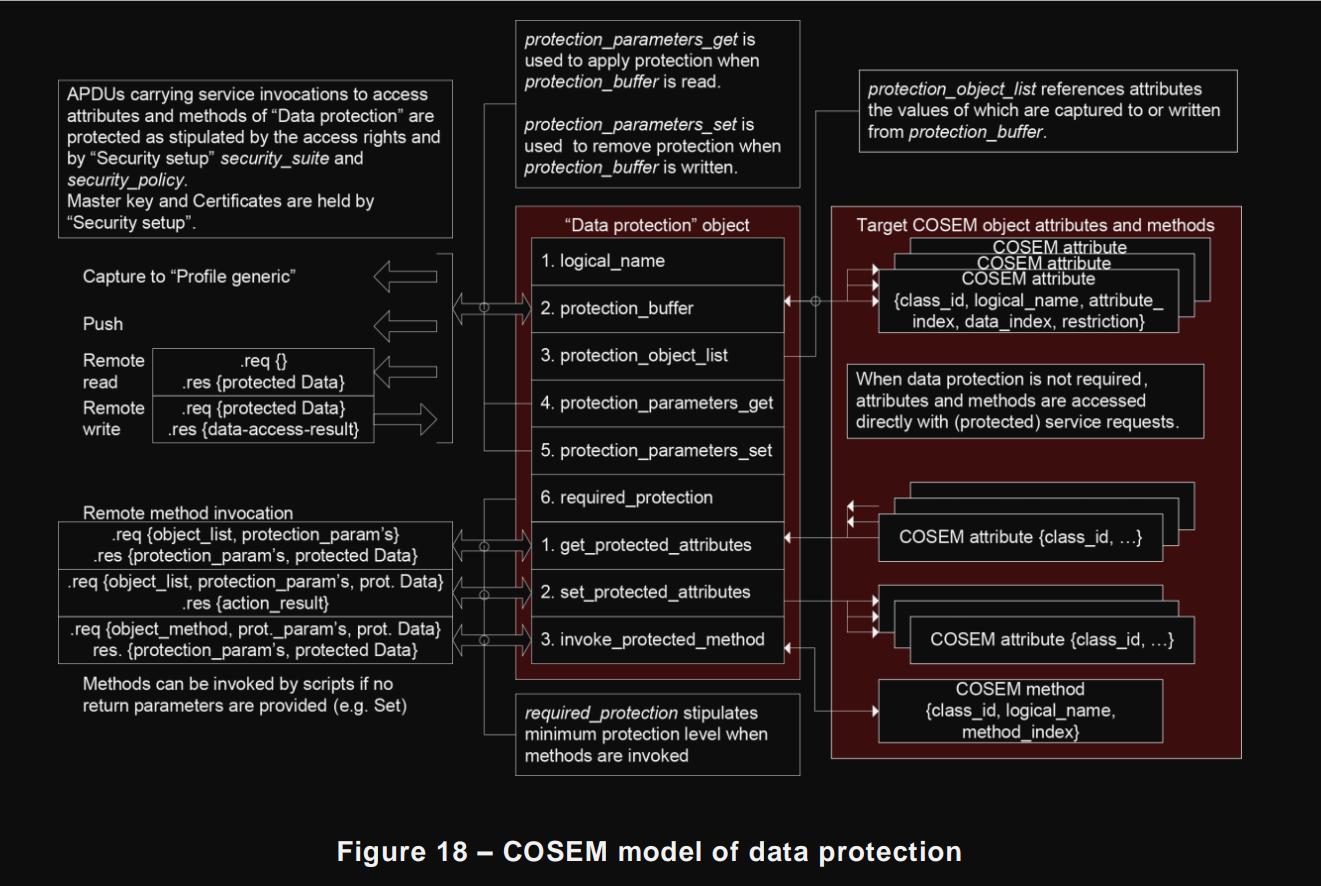 protection_parameters_get is
used to apply protection when
protection_buffer is read.
protection_parameters_set is
used to remove protection when
protection_buffer is written.
APDUs carrying service invocations to access
attributes and methods of “Data protection” are
protected as stipulated by the access rights and
by “Security setup” security_suite and
security_policy.
Master key and Certificates are held by
“Security setup”.
protection_object_list references attributes
the values of which are captured to or written
from protection_buffer.
Capture to “Profile generic”
Push
Remote
read
.req {}
.res {protected Data}
Remote
write
.req {protected Data}
.res {data-access-result}
Remote method invocation
.req {object_list, protection_param’s}
.res {protection_param’s, protected Data}
.req {object_list, protection_param’s, prot. Data}
.res {action_result}
.req {object_method, prot._param’s, prot. Data}
res. {protection_param’s, protected Data}
Methods can be invoked by scripts if no
return parameters are provided (e.g. Set)
“Data protection” object
1. logical_name
2. protection_buffer
3. protection_object_list
4. protection_parameters_get
5. protection_parameters_set
6. required_protection
1. get_protected_attributes
2. set_protected_attributes
3. invoke_protected_method
required_protection stipulates
minimum protection level when
methods are invoked
Target COSEM object attributes and methods
COSEM attribute
COSEM attribute
COSEM attribute
{class_id, logical_name, attribute_
index, data_index, restriction}
When data protection is not required,
attributes and methods are accessed
directly with (protected) service requests.
COSEM attribute {class_id, …}
COSEM attribute {class_id, …}
COSEM method
{class_id, logical_name,
method_index}
Figure 18 – COSEM model of data protection